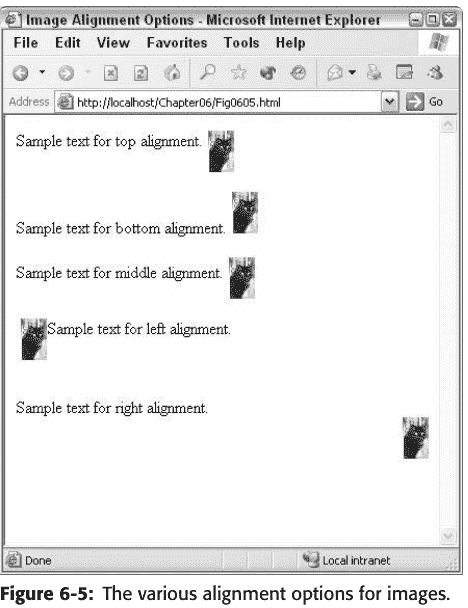 Image Alignment Options - Microsoft Internet Explorer
File Edit View Favorites Tools Help
Address http://localhost/Chapter06/Fig0605.html Go
Sample text for top alignment.
Sample text for bottom alignment.
Sample text for middle alignment.
Sample text for left alignment.
Sample text for right alignment.
Done Local intranet
Figure 6-5: The various alignment options for images.